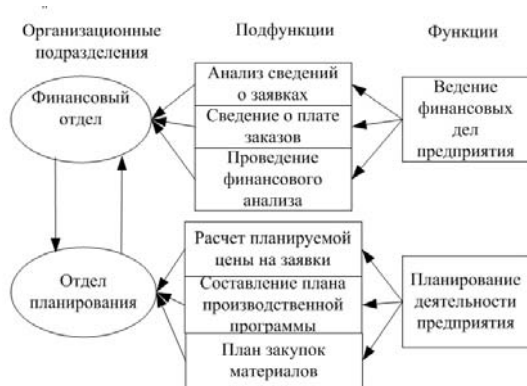 Организационные
подразделения
Подфункции
Функции
Финансовый
отдел
Анализ сведений
о заявках
Сведение о плате
заказов
Проведение
финансового
анализа
Ведение
финансовых
дел
предприятия
Отдел
планирования
Расчет планируемой
цены на заявки
Составление плана
производственной
программы
План закупок
материалов
Планирование
деятельности
предприятия